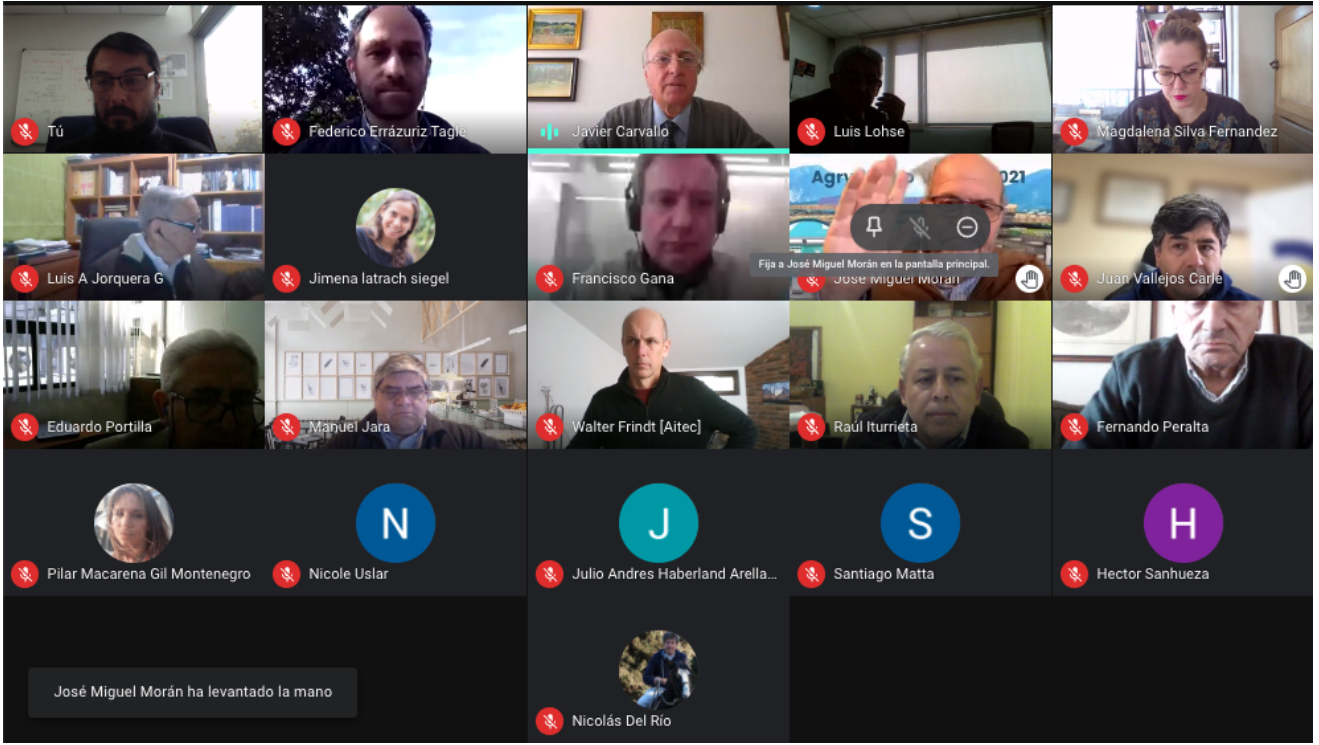 Tú
Federico Errázuriz Tagle
Javier Carvallo
Luis Lohse
Magdalena Silva Fernandez
Luis A Jorquera G
Jimena latrach siegel
Francisco Gana
Fija a José Miguel Morán en la pantalla principal.
José Miguel Morán
Juan Vallejos Carle
Eduardo Portilla
Manuel Jara
Walter Frindt [Aitec]
Raúl Iturrieta
Fernando Peralta
N
J
S
H
Pilar Macarena Gil Montenegro
Nicole Uslar
Julio Andres Haberland Arella...
Santiago Matta
Hector Sanhueza
José Miguel Morán ha levantado la mano
Nicolás Del Río